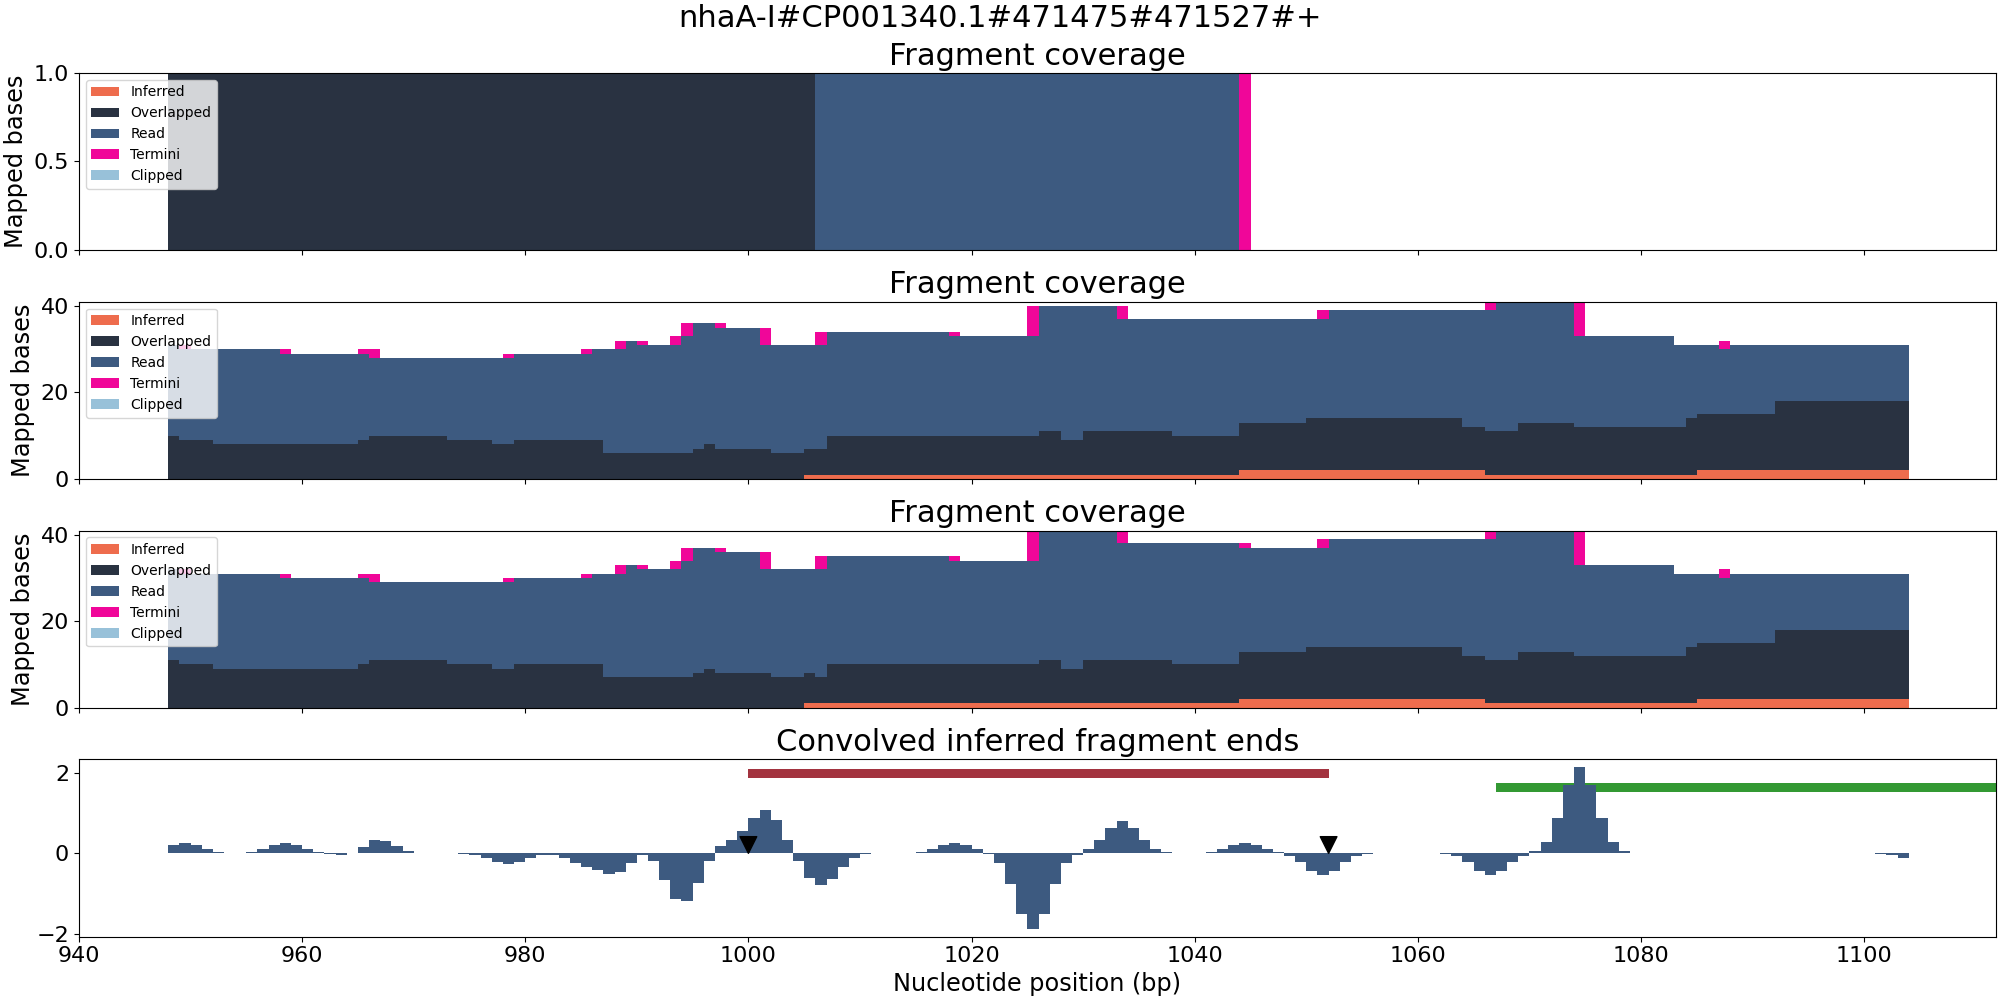 nhaA-I#CP001340.1#471475#471527#+
Fragment coverage
Mapped bases
1.0
0.5
0.0
Inferred
Overlapped
Read
Termini
Clipped
Fragment coverage
Mapped bases
40
20
0
Inferred
Overlapped
Read
Termini
Clipped
Fragment coverage
Mapped bases
40
20
0
Inferred
Overlapped
Read
Termini
Clipped
Convolved inferred fragment ends
2
0
−2
940 960 980 1000 1020 1040 1060 1080 1100
Nucleotide position (bp)